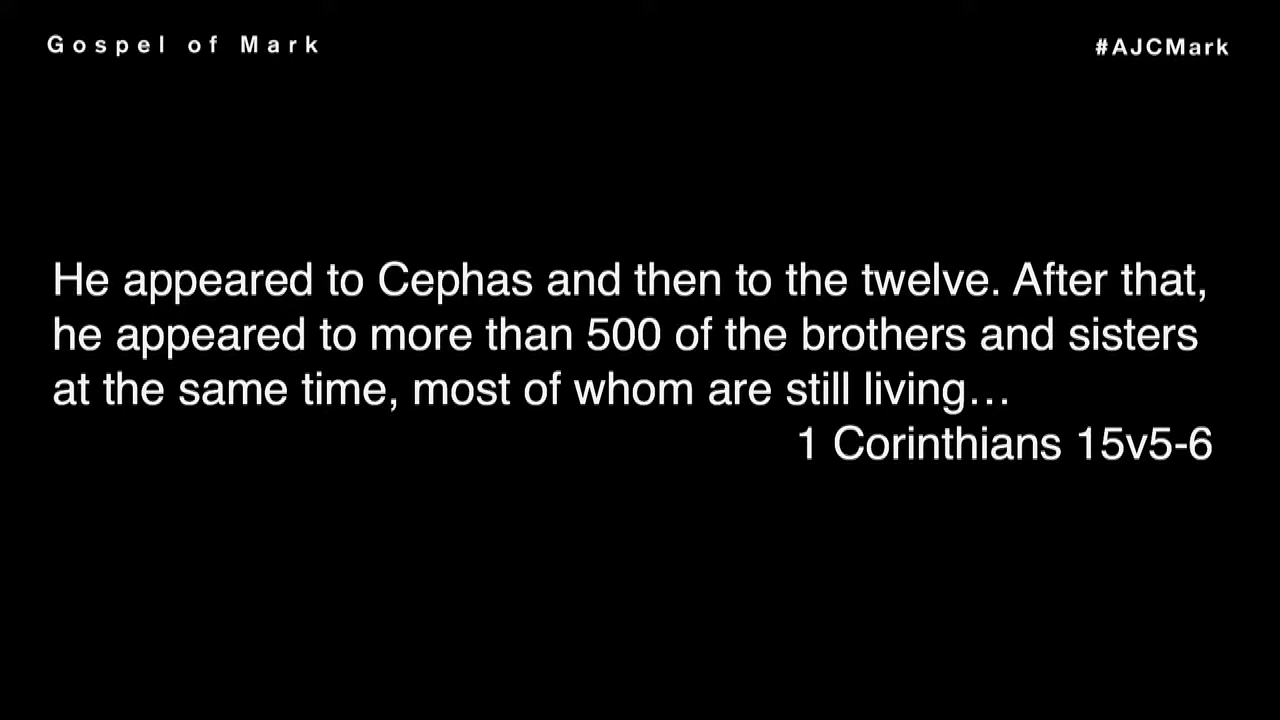 Gospel of Mark
#AJCMark
He appeared to Cephas and then to the twelve. After that,
he appeared to more than 500 of the brothers and sisters
at the same time, most of whom are still living…
1 Corinthians 15v5-6